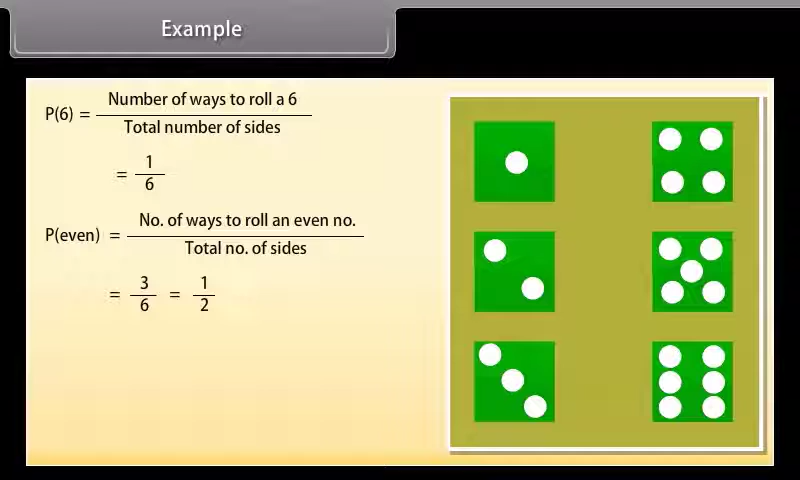 Example
P(6) = Number of ways to roll a 6 / Total number of sides
= 1/6
P(even) = No. of ways to roll an even no. / Total no. of sides
= 3/6 = 1/2